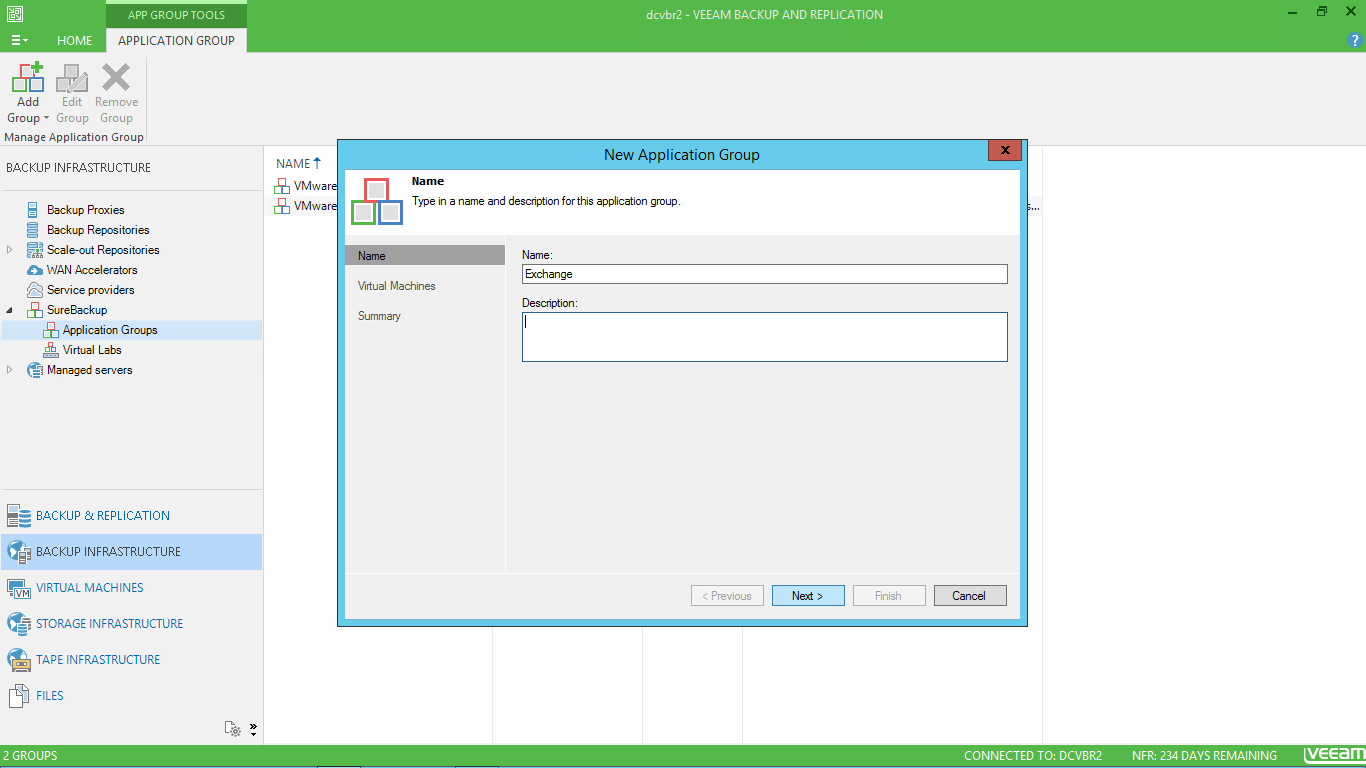 APP GROUP TOOLS
dcvbr2 - VEEAM BACKUP AND REPLICATION
HOME
APPLICATION GROUP
?
Add Group
Edit Group
Remove Group
Manage Application Group
BACKUP INFRASTRUCTURE
Backup Proxies
Backup Repositories
Scale-out Repositories
WAN Accelerators
Service providers
SureBackup
Application Groups
Virtual Labs
Managed servers
BACKUP & REPLICATION
BACKUP INFRASTRUCTURE
VM
VIRTUAL MACHINES
STORAGE INFRASTRUCTURE
TAPE INFRASTRUCTURE
FILES
NAME
VMware
VMware
s...
New Application Group
x
Name
Type in a name and description for this application group.
Name
Virtual Machines
Summary
Name:
Exchange
Description:
< Previous
Next >
Finish
Cancel
2 GROUPS
CONNECTED TO: DCVBR2
NFR: 234 DAYS REMAINING
veeam